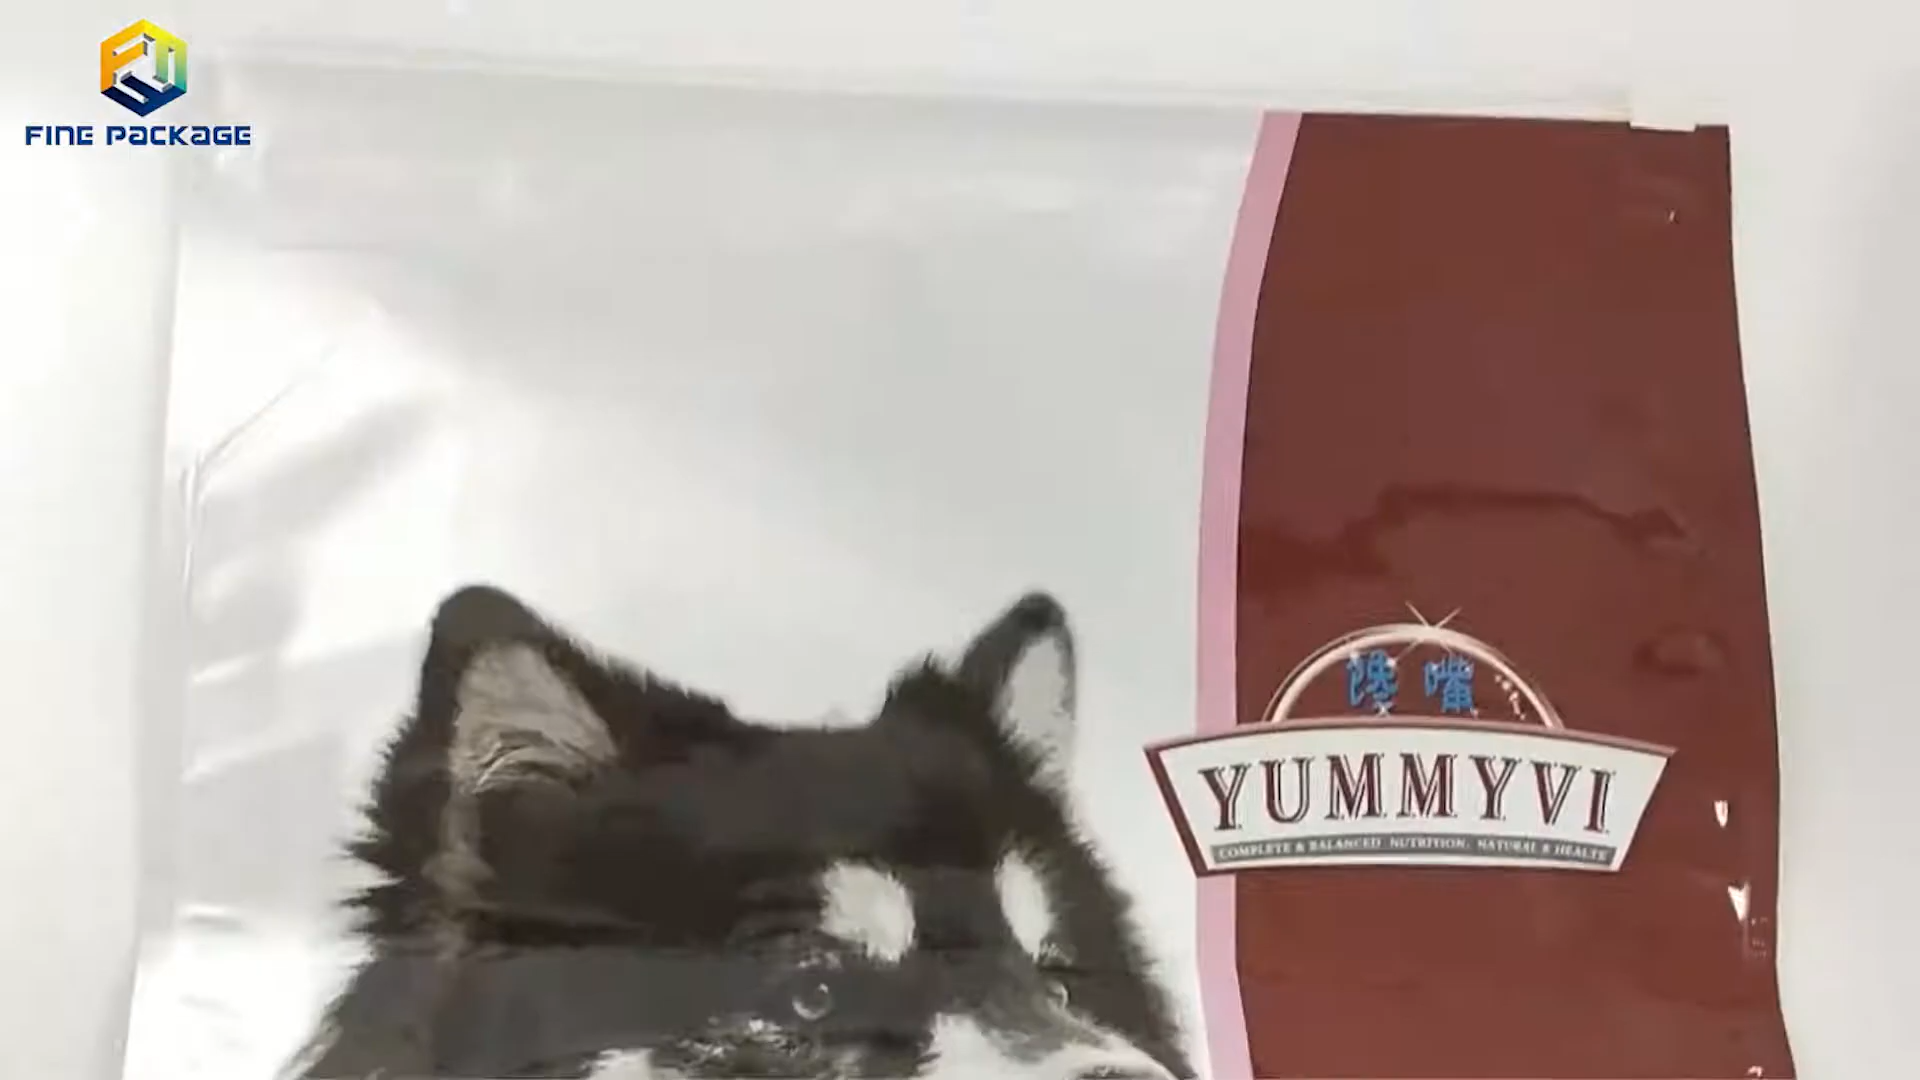 FINE PACKAGE
馋 嘴
YUMMYVI
COMPLETE & BALANCED NUTRITION, NATURAL & HEALTH